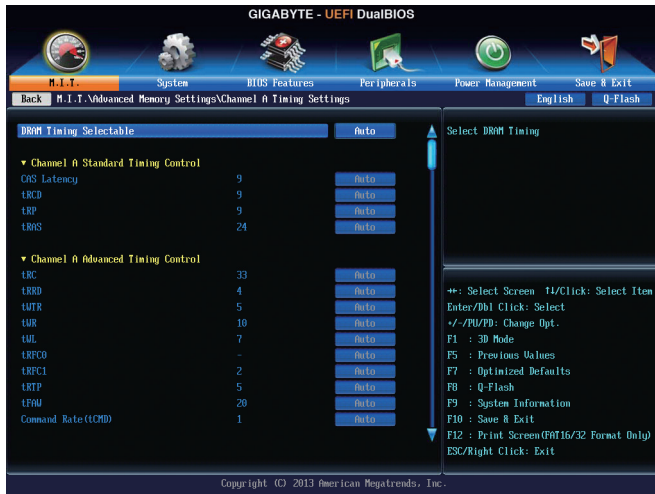 GIGABYTE - UEFI DualBIOS
M.I.T. System BIOS Features Peripherals Power Management Save & Exit
Back M.I.T.\Advanced Memory Settings\Channel A Timing Settings English Q-Flash
DRAM Timing Selectable Auto
Select DRAM Timing
▼ Channel A Standard Timing Control
CAS Latency 9 Auto
tRCD 9 Auto
tRP 9 Auto
tRAS 24 Auto
▼ Channel A Advanced Timing Control
tRC 33 Auto
tRRD 4 Auto
tWTR 5 Auto
tWR 10 Auto
tWL 7 Auto
tRFC0 - Auto
tRFC1 2 Auto
tRTP 5 Auto
tFAW 20 Auto
Command Rate(tCMD) 1 Auto
→←: Select Screen ↑↓/Click: Select Item
Enter/Dbl Click: Select
+/-/PU/PD: Change Opt.
F1 : 3D Mode
F5 : Previous Values
F7 : Optimized Defaults
F8 : Q-Flash
F9 : System Information
F10 : Save & Exit
F12 : Print Screen(FAT16/32 Format Only)
ESC/Right Click: Exit
Copyright (C) 2013 American Megatrends, Inc.